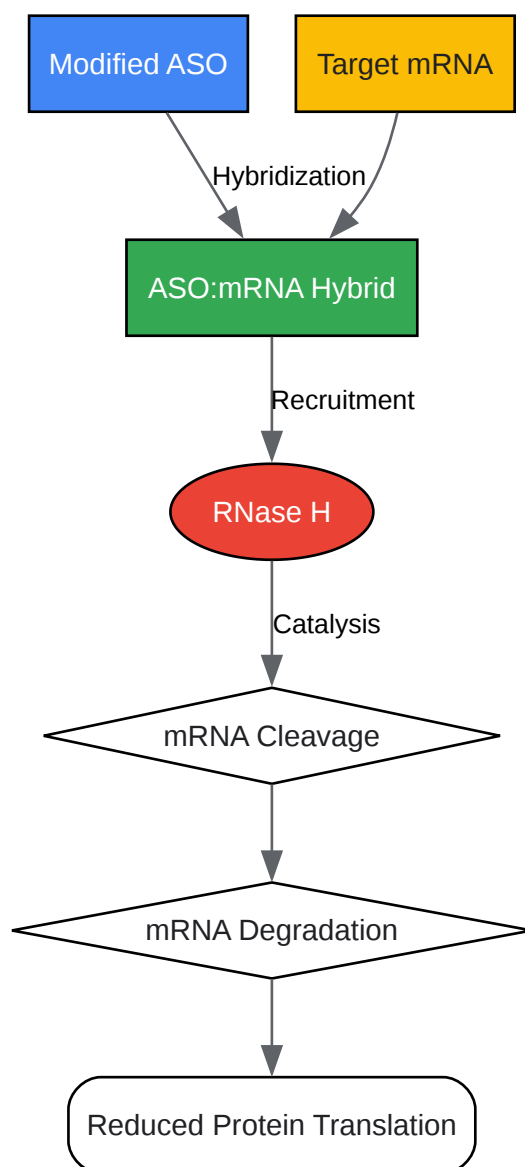 Modified ASO
Target mRNA
Hybridization
ASO:mRNA Hybrid
Recruitment
RNase H
Catalysis
mRNA Cleavage
mRNA Degradation
Reduced Protein Translation